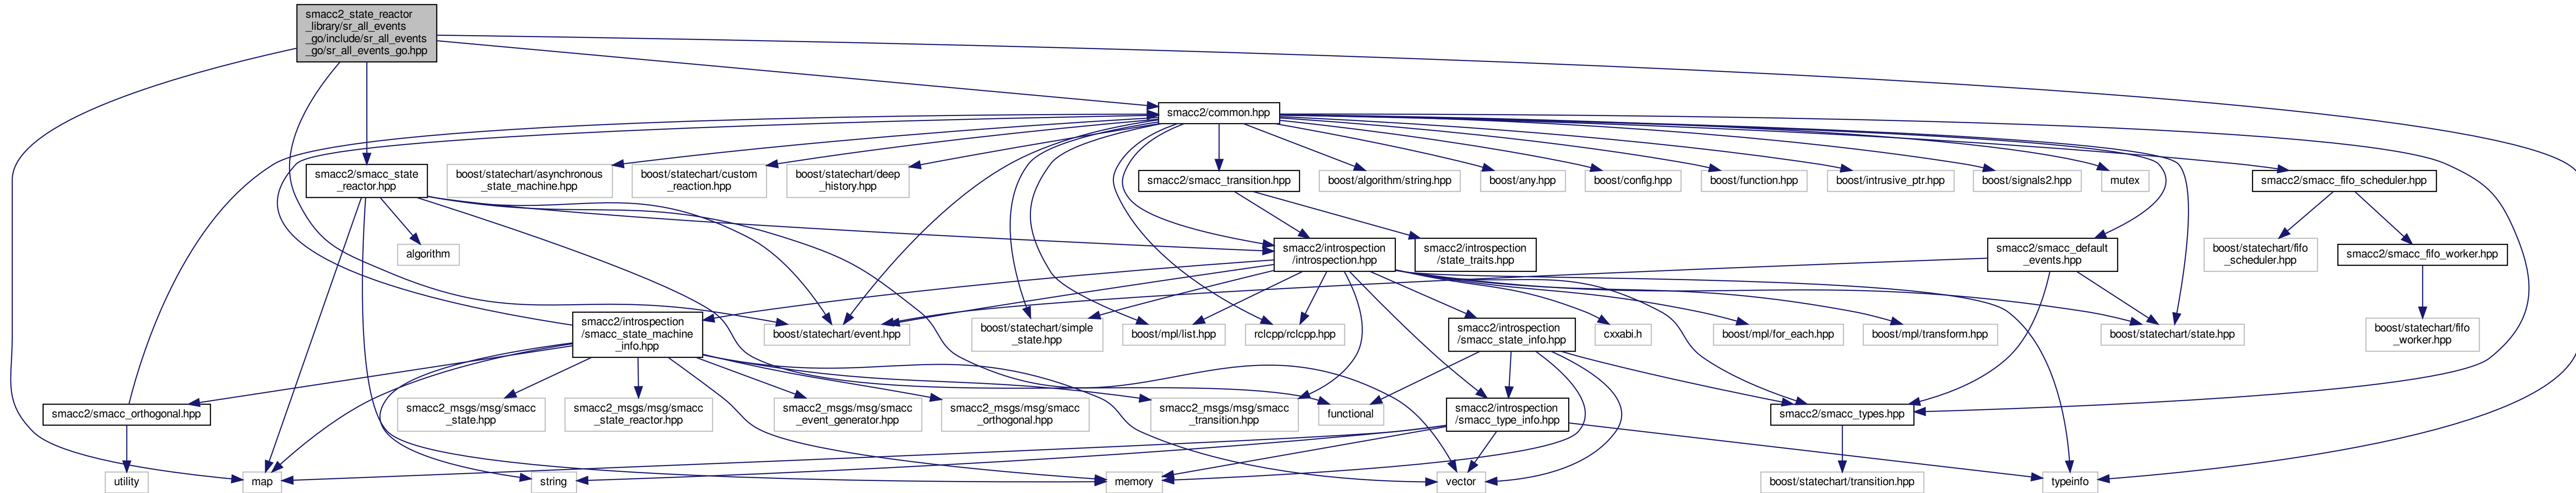 smacc2_state_reactor
_library/sr_all_events
_go/include/sr_all_events
_go/sr_all_events_go.hpp
smacc2/common.hpp
smacc2/smacc_state
_reactor.hpp
boost/statechart/asynchronous
_state_machine.hpp
boost/statechart/custom
_reaction.hpp
boost/statechart/deep
_history.hpp
smacc2/smacc_transition.hpp
boost/algorithm/string.hpp
boost/any.hpp
boost/config.hpp
boost/function.hpp
boost/intrusive_ptr.hpp
boost/signals2.hpp
mutex
smacc2/smacc_fifo_scheduler.hpp
algorithm
smacc2/introspection
/introspection.hpp
smacc2/introspection
/state_traits.hpp
smacc2/smacc_default
_events.hpp
boost/statechart/fifo
_scheduler.hpp
smacc2/smacc_fifo_worker.hpp
smacc2/introspection
/smacc_state_machine
_info.hpp
boost/statechart/event.hpp
boost/statechart/simple
_state.hpp
boost/mpl/list.hpp
rclcpp/rclcpp.hpp
smacc2/introspection
/smacc_state_info.hpp
cxxabi.h
boost/mpl/for_each.hpp
boost/mpl/transform.hpp
boost/statechart/state.hpp
boost/statechart/fifo
_worker.hpp
smacc2/smacc_orthogonal.hpp
smacc2_msgs/msg/smacc
_state.hpp
smacc2_msgs/msg/smacc
_state_reactor.hpp
smacc2_msgs/msg/smacc
_event_generator.hpp
smacc2_msgs/msg/smacc
_orthogonal.hpp
smacc2_msgs/msg/smacc
_transition.hpp
functional
smacc2/introspection
/smacc_type_info.hpp
smacc2/smacc_types.hpp
utility
map
string
memory
vector
boost/statechart/transition.hpp
typeinfo